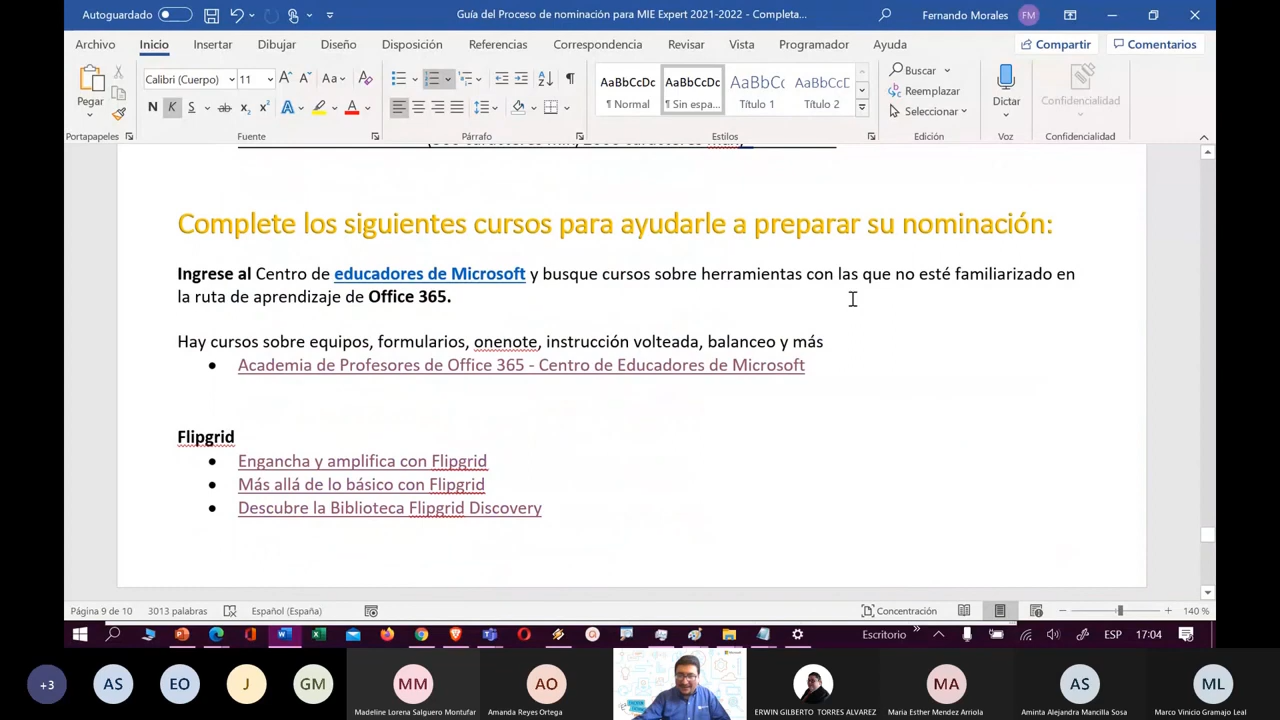 Autoguardado
Guía del Proceso de nominación para MIE Expert 2021-2022 - Completa...
Fernando Morales
FM
Archivo
Inicio
Insertar
Dibujar
Diseño
Disposición
Referencias
Correspondencia
Revisar
Vista
Programador
Ayuda
Compartir
Comentarios
Pegar
Calibri (Cuerpo)
11
N K S ab x₂ x²
AaBbCcDc
¶ Normal
AaBbCcDc
¶ Sin espa...
AaBbCc
Título 1
AaBbCcD
Título 2
Buscar
Reemplazar
Seleccionar
Dictar
Confidencialidad
Portapapeles
Fuente
Párrafo
Estilos
Edición
Voz
Confidencialidad
Complete los siguientes cursos para ayudarle a preparar su nominación:
Ingrese al Centro de educadores de Microsoft y busque cursos sobre herramientas con las que no esté familiarizado en
la ruta de aprendizaje de Office 365.
Hay cursos sobre equipos, formularios, onenote, instrucción volteada, balanceo y más
• Academia de Profesores de Office 365 - Centro de Educadores de Microsoft
Flipgrid
• Engancha y amplifica con Flipgrid
• Más allá de lo básico con Flipgrid
• Descubre la Biblioteca Flipgrid Discovery
Página 9 de 10
3013 palabras
Español (España)
Concentración
140 %
Escritorio
ESP
17:04
+3
AS
EO
J
GM
MM
AO
MA
AS
ML
Madeline Lorena Salguero Montufar
Amanda Reyes Ortega
ERWIN GILBERTO TORRES ALVAREZ
Maria Esther Mendez Arriola
Aminta Alejandra Mancilla Sosa
Marco Vinicio Gramajo Leal